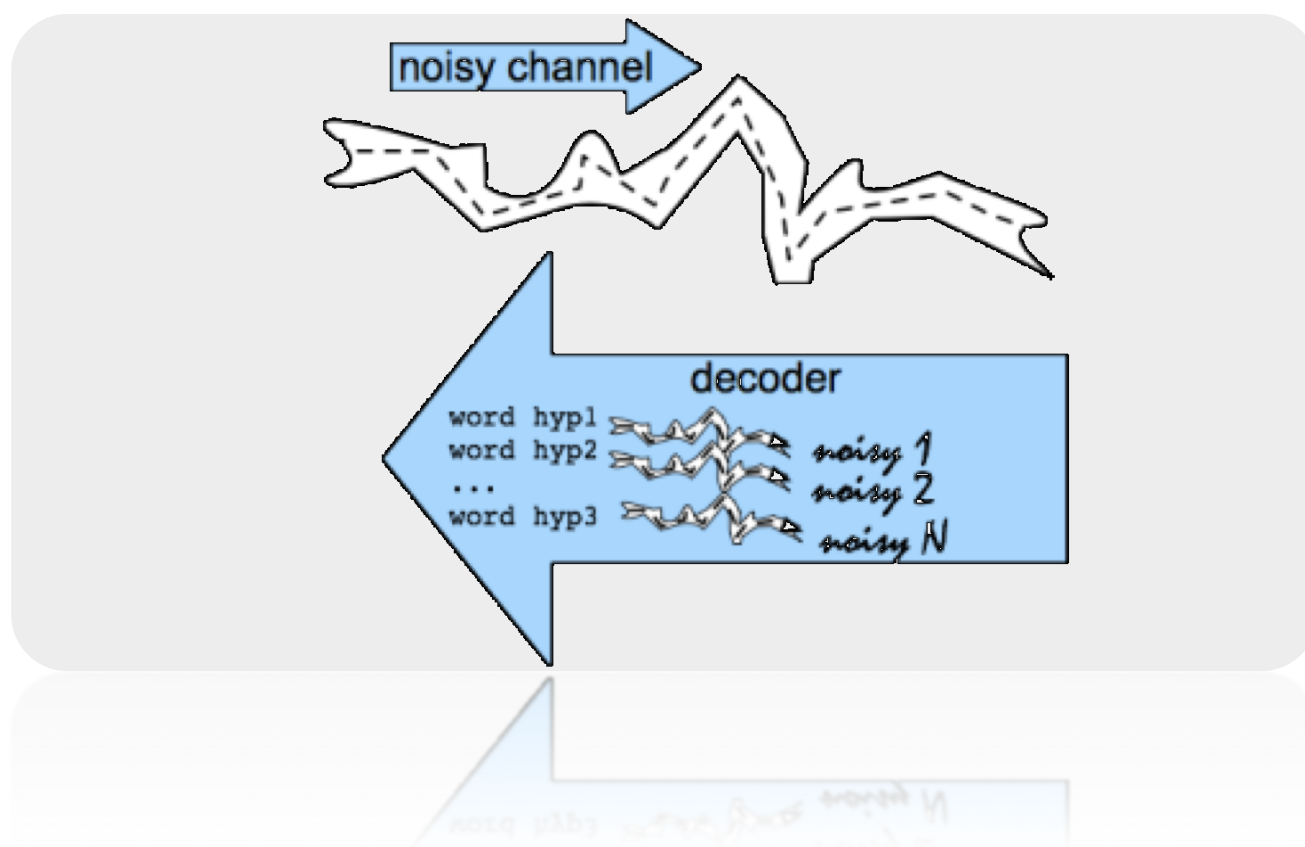 noisy channel
decoder
word hyp1 noisy 1
word hyp2 noisy 2
...
word hyp3 noisy N